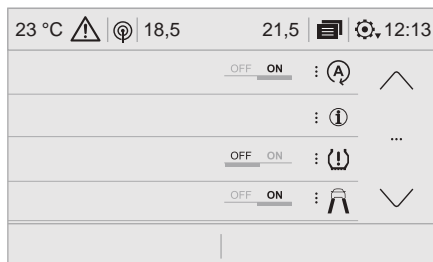 23 °C 18,5 21,5 12:13
OFF ON : A
: i
...
OFF ON : (!)
OFF ON :